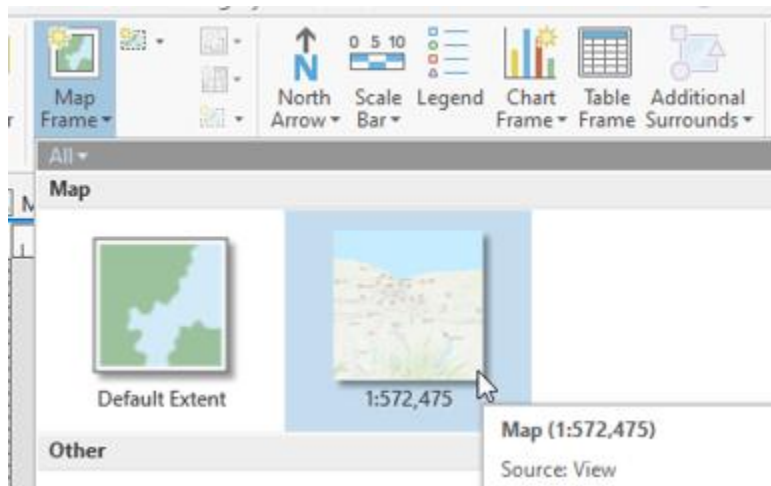 0 5 10
N
Map
Frame
North
Arrow
Scale
Bar
Legend
Chart
Frame
Table
Frame
Additional
Surrounds
All
Map
Default Extent
1:572,475
Map (1:572,475)
Source: View
Other